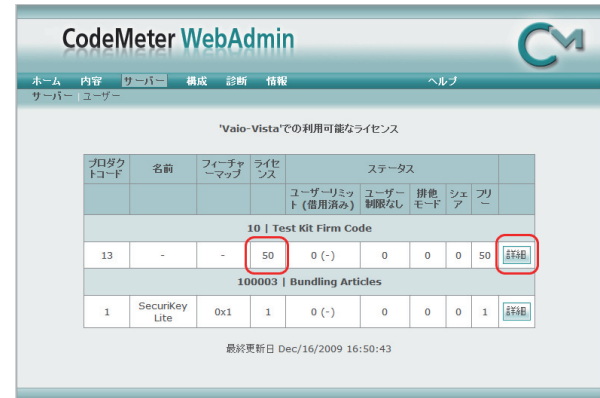 CodeMeter WebAdmin
ホーム 内容 サーバー 構成 診断 情報 ヘルプ
サーバー | ユーザー
'Vaio-Vista'での利用可能なライセンス
プロダクトコード 名前 フィーチャーマップ ライセンス ステータス
ユーザーリミット (借用済み) ユーザー制限なし 排他モード シェア フリー
10 | Test Kit Firm Code
13 - - 50 0 (-) 0 0 0 50 詳細
100003 | Bundling Articles
1 SecuriKey Lite 0x1 1 0 (-) 0 0 0 1 詳細
最終更新日 Dec/16/2009 16:50:43